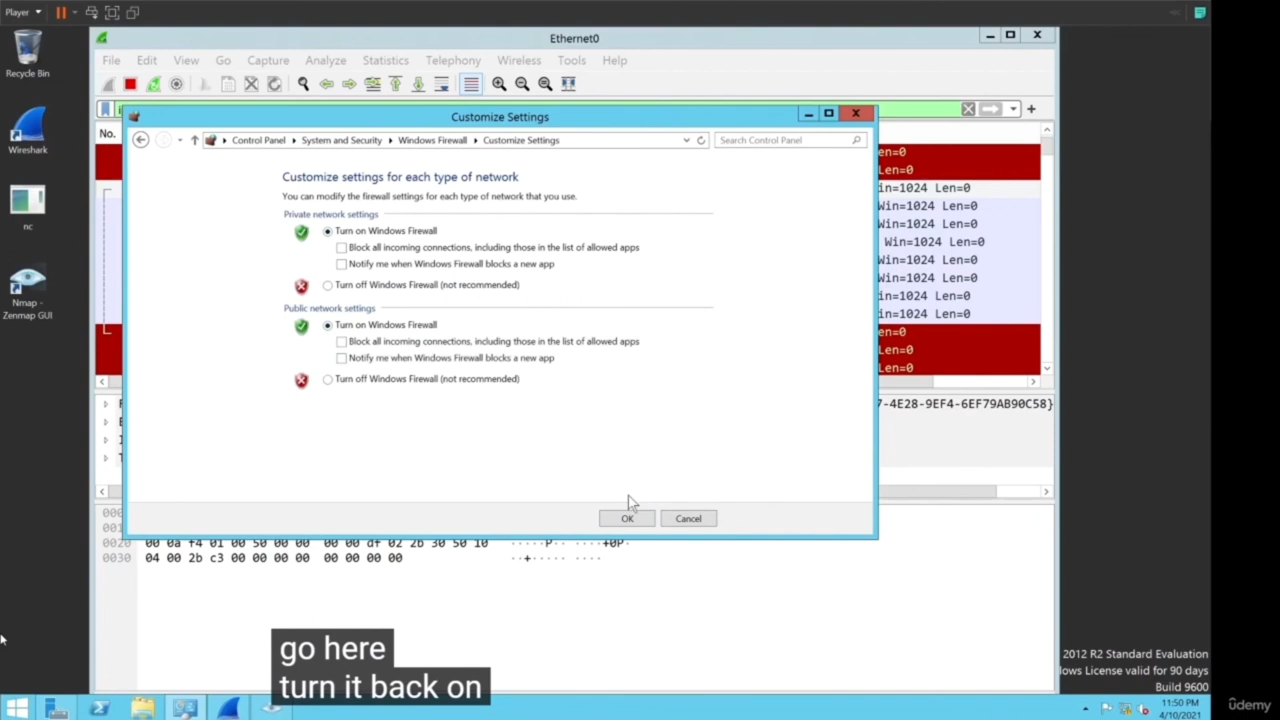 Player
Recycle Bin
Wireshark
nc
Nmap -
Zenmap GUI
Ethernet0
File Edit View Go Capture Analyze Statistics Telephony Wireless Tools Help
No.
Customize Settings
Control Panel System and Security Windows Firewall Customize Settings
Search Control Panel
Customize settings for each type of network
You can modify the firewall settings for each type of network that you use.
Private network settings
Turn on Windows Firewall
Block all incoming connections, including those in the list of allowed apps
Notify me when Windows Firewall blocks a new app
Turn off Windows Firewall (not recommended)
Public network settings
Turn on Windows Firewall
Block all incoming connections, including those in the list of allowed apps
Notify me when Windows Firewall blocks a new app
Turn off Windows Firewall (not recommended)
OK Cancel
Len=0
Len=0
in=1024 Len=0
Win=1024 Len=0
Win=1024 Len=0
Win=1024 Len=0
Win=1024 Len=0
Win=1024 Len=0
in=1024 Len=0
in=1024 Len=0
en=0
Len=0
Len=0
7-4E28-9EF4-6EF79AB90C58}
0020 00 0a f4 01 00 50 00 00 00 00 df 02 2b 30 50 10 .....P.. ....+0P.
0030 04 00 2b c3 00 00 00 00 00 00 00 00 ..+..... ....
go here
turn it back on
2012 R2 Standard Evaluation
ows License valid for 90 days
Build 9600
11:50 PM
4/10/2021
ûdemy